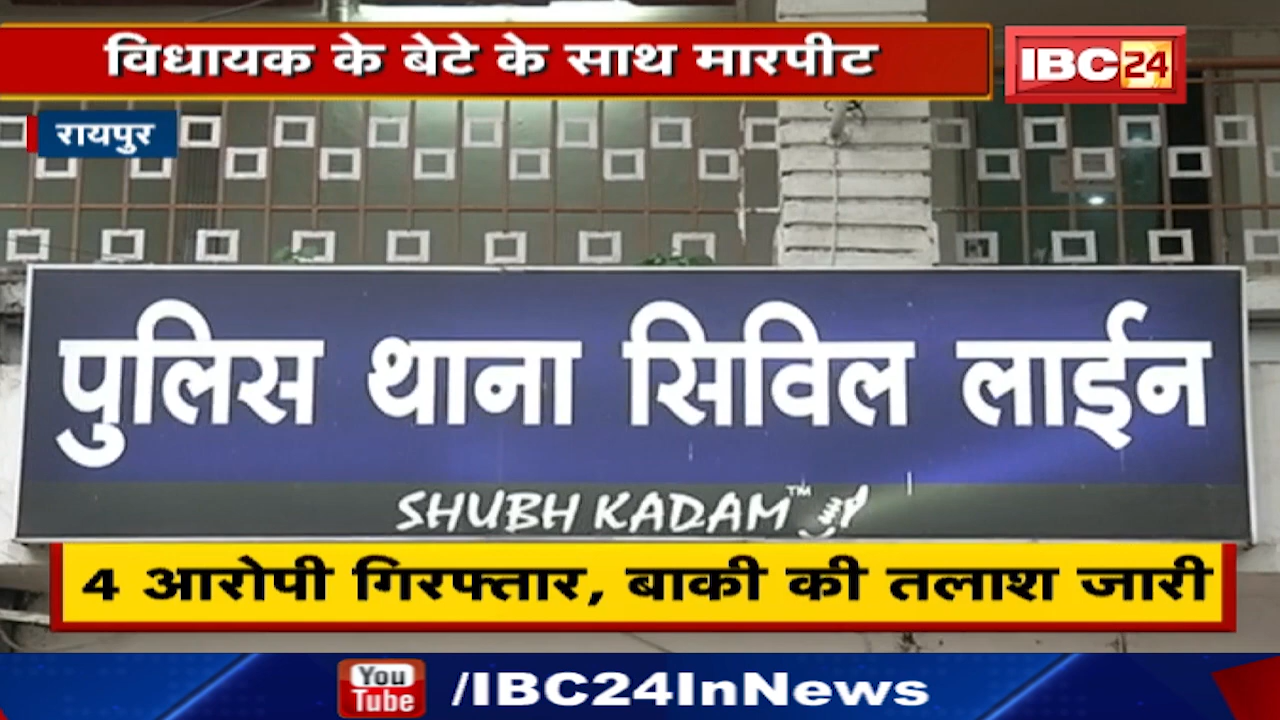 विधायक के बेटे के साथ मारपीट
IBC24
रायपुर
पुलिस थाना सिविल लाईन
SHUBH KADAM™
4 आरोपी गिरफ्तार, बाकी की तलाश जारी
You Tube /IBC24InNews